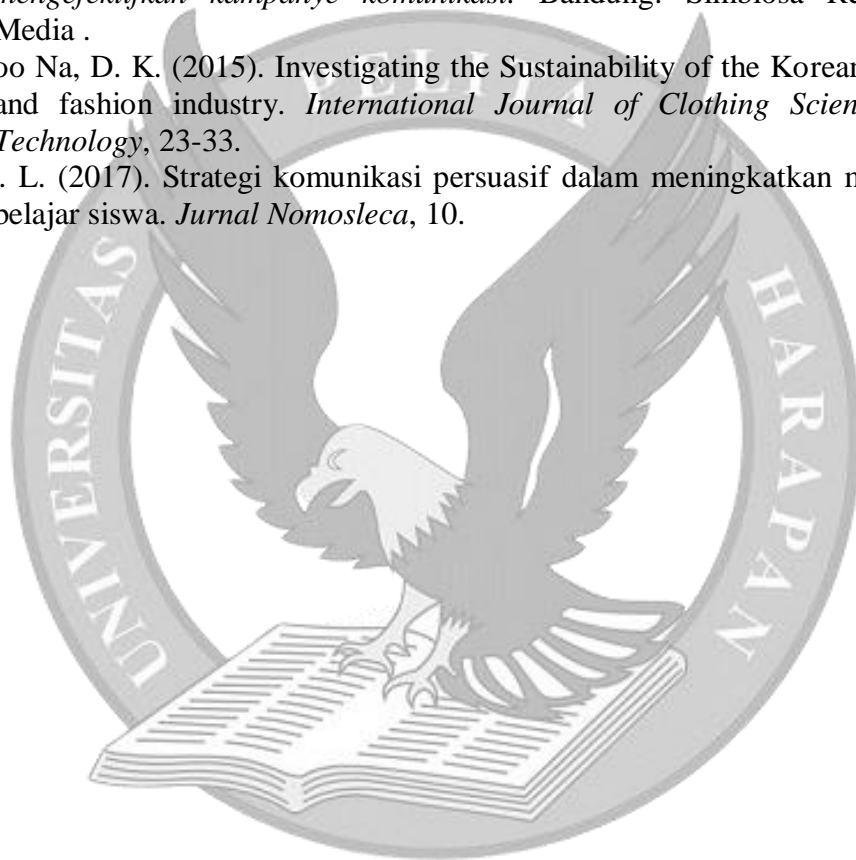 mengefektifkan kampanye komunikasi. Bandung: Simbiosa Re
Media .
oo Na, D. K. (2015). Investigating the Sustainability of the Korean
and fashion industry. International Journal of Clothing Scien
Technology, 23-33.
. L. (2017). Strategi komunikasi persuasif dalam meningkatkan m
belajar siswa. Jurnal Nomosleca, 10.
UNIVERSITAS PELITA HARAPAN